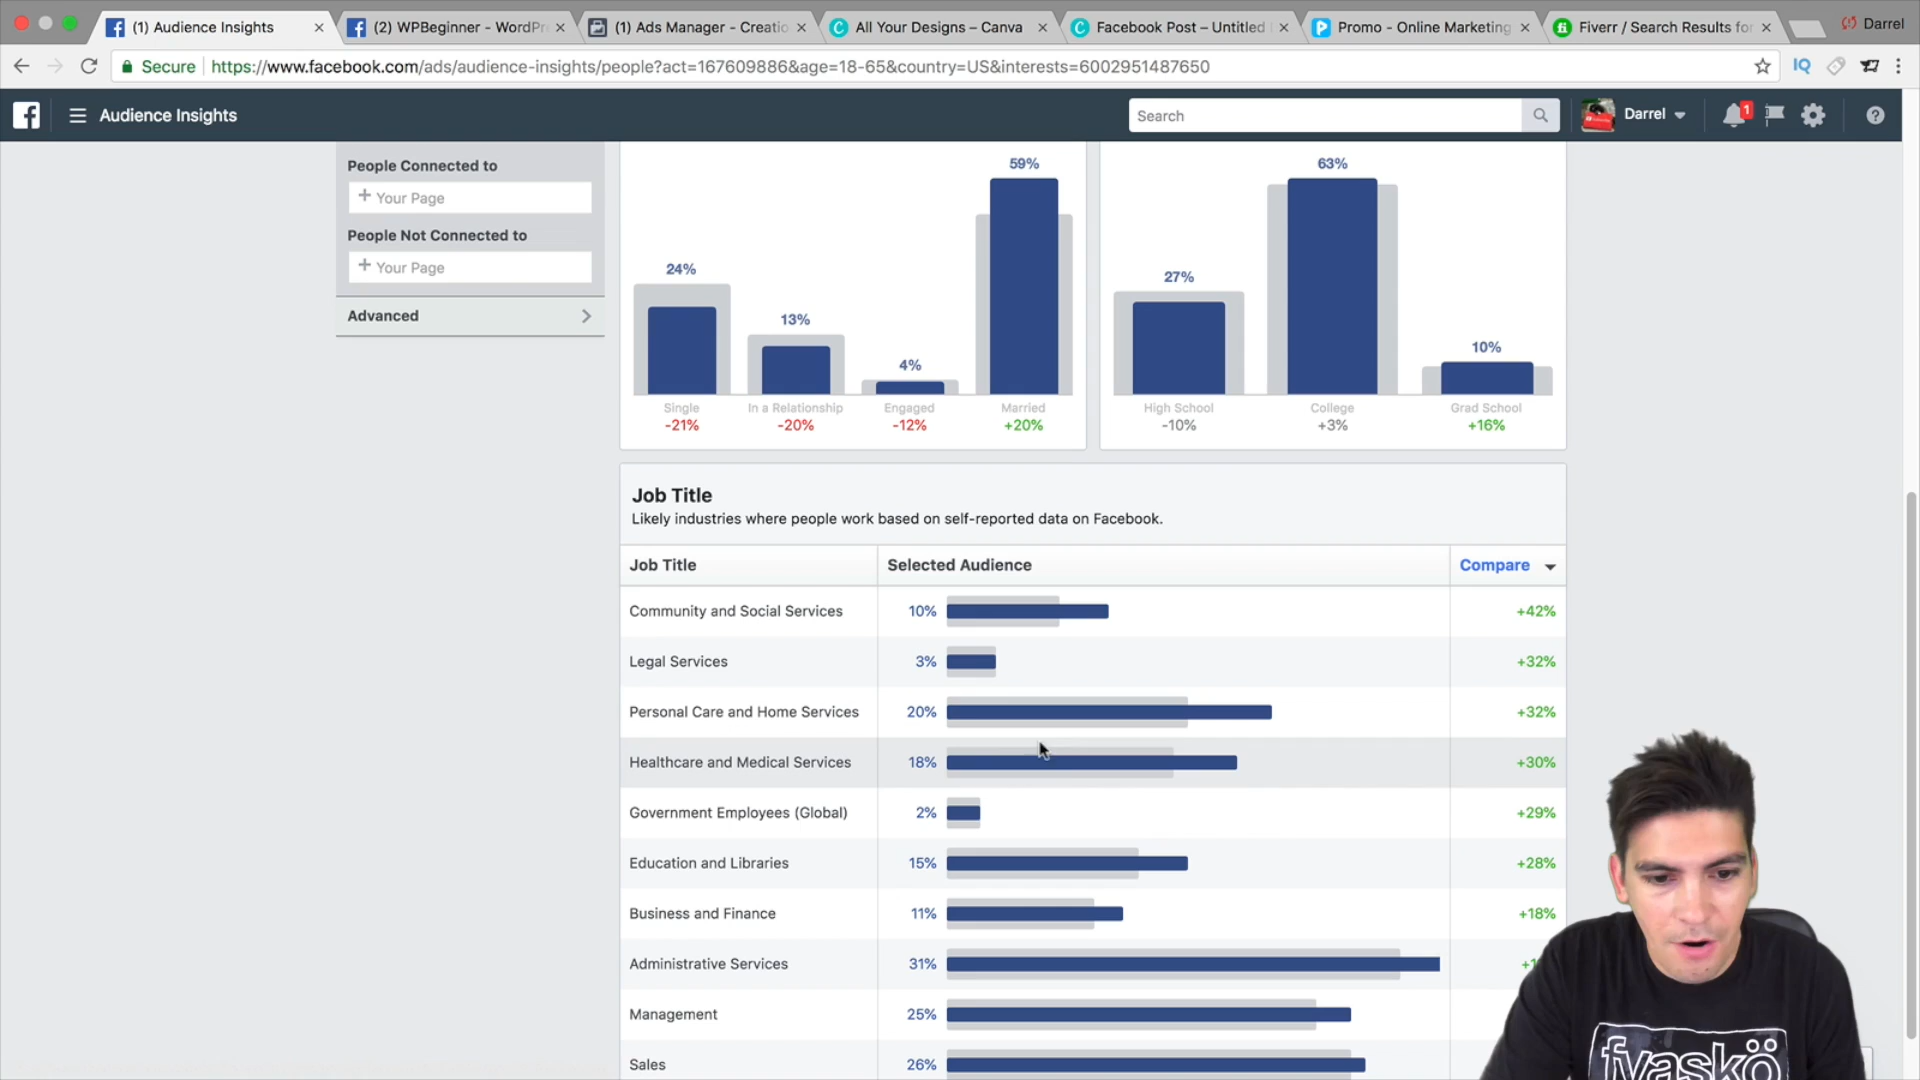 (1) Audience Insights
(2) WPBeginner - WordPr
(1) Ads Manager - Creatio
All Your Designs – Canva
Facebook Post – Untitled
Promo - Online Marketing
Fiverr / Search Results for
Darrel
Secure
https://www.facebook.com/ads/audience-insights/people?act=167609886&age=18-65&country=US&interests=6002951487650
IQ
Audience Insights
Search
Darrel
1
People Connected to
+ Your Page
People Not Connected to
+ Your Page
Advanced
24%
13%
4%
59%
Single
In a Relationship
Engaged
Married
-21%
-20%
-12%
+20%
27%
63%
10%
High School
College
Grad School
-10%
+3%
+16%
Job Title
Likely industries where people work based on self-reported data on Facebook.
Job Title
Selected Audience
Compare
Community and Social Services 10% +42%
Legal Services 3% +32%
Personal Care and Home Services 20% +32%
Healthcare and Medical Services 18% +30%
Government Employees (Global) 2% +29%
Education and Libraries 15% +28%
Business and Finance 11% +18%
Administrative Services 31%
Management 25%
Sales 26%
fvaskö